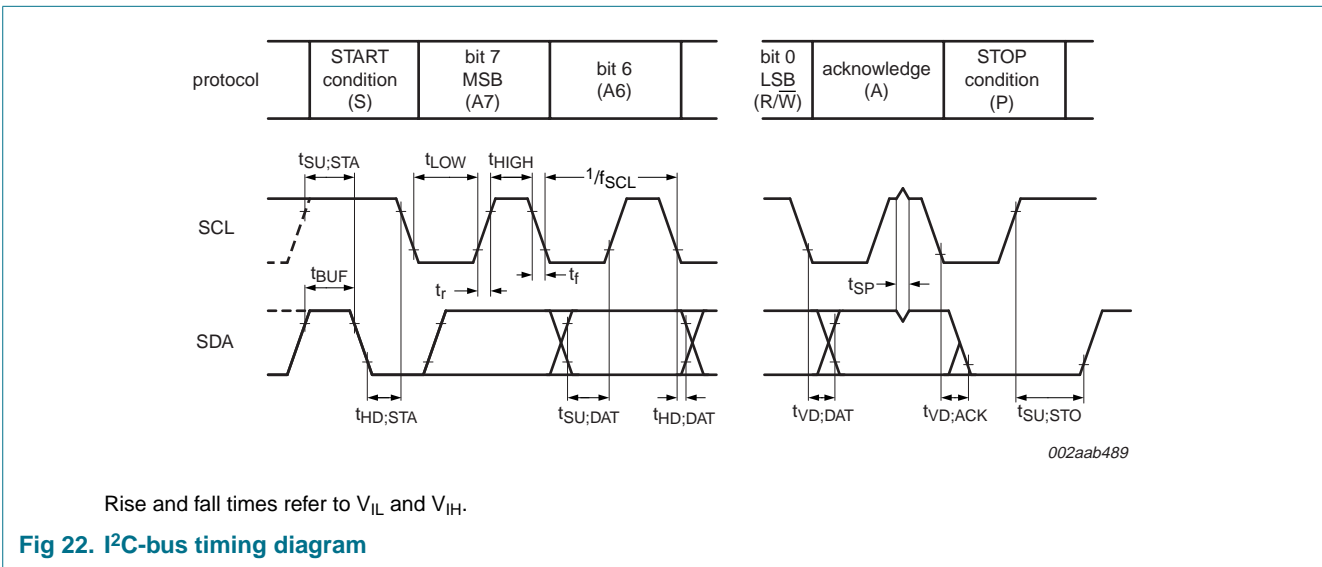 protocol
START
condition
(S)
bit 7
MSB
(A7)
bit 6
(A6)
bit 0
LSB
(R/W̅)
acknowledge
(A)
STOP
condition
(P)
tSU;STA
tLOW
tHIGH
1/fSCL
SCL
tBUF
tr
tf
tSP
SDA
tHD;STA
tSU;DAT
tHD;DAT
tVD;DAT
tVD;ACK
tSU;STO
002aab489
Rise and fall times refer to VIL and VIH.
Fig 22. I²C-bus timing diagram